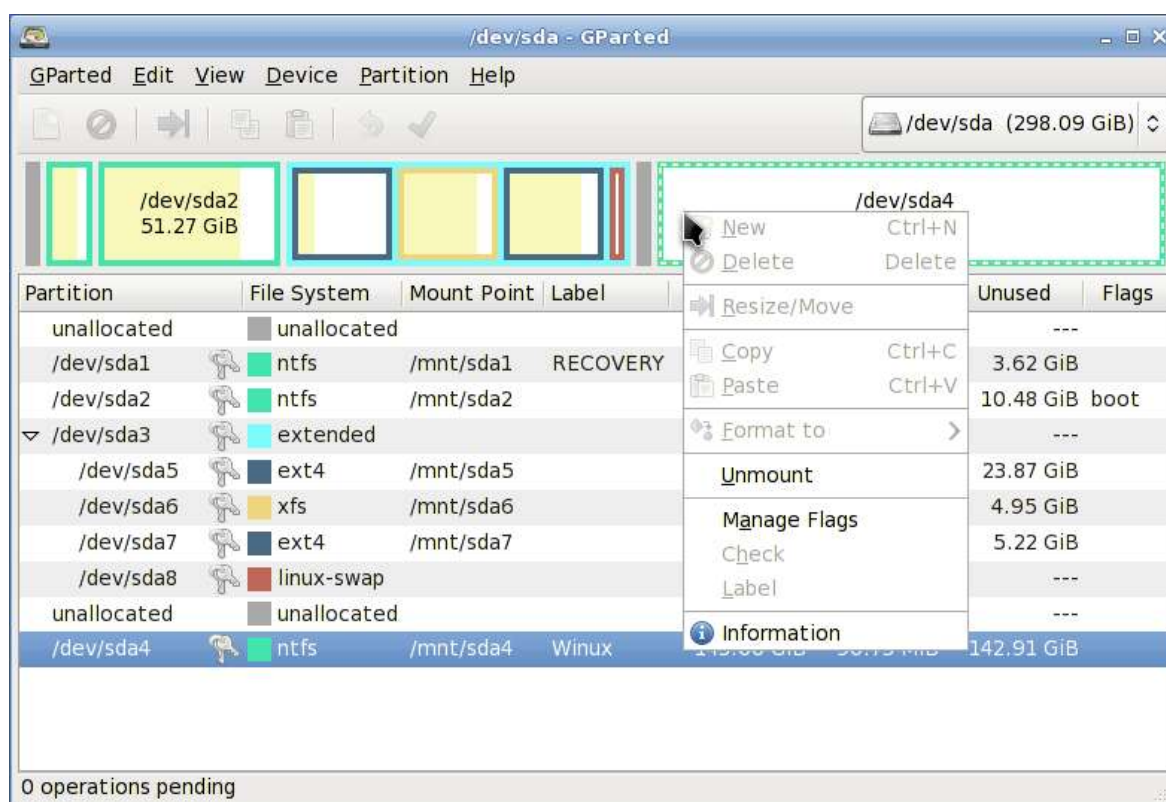 /dev/sda - GParted
GParted Edit View Device Partition Help
/dev/sda (298.09 GiB)
/dev/sda2
51.27 GiB
/dev/sda4
New Ctrl+N
Delete Delete
Resize/Move
Copy Ctrl+C
Paste Ctrl+V
Format to
Unmount
Manage Flags
Check
Label
Information
Partition File System Mount Point Label Unused Flags
unallocated unallocated ---
/dev/sda1 ntfs /mnt/sda1 RECOVERY 3.62 GiB
/dev/sda2 ntfs /mnt/sda2 10.48 GiB boot
/dev/sda3 extended ---
/dev/sda5 ext4 /mnt/sda5 23.87 GiB
/dev/sda6 xfs /mnt/sda6 4.95 GiB
/dev/sda7 ext4 /mnt/sda7 5.22 GiB
/dev/sda8 linux-swap ---
unallocated unallocated ---
/dev/sda4 ntfs /mnt/sda4 Winux 142.91 GiB
0 operations pending